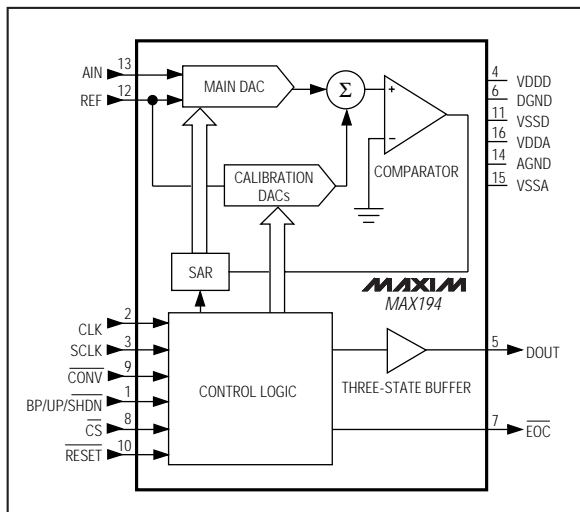 AIN 13
REF 12
MAIN DAC
Σ
+
−
COMPARATOR
CALIBRATION
DACs
4 VDDD
6 DGND
11 VSSD
16 VDDA
14 AGND
15 VSSA
SAR
MAXIM
MAX194
CLK 2
SCLK 3
CONV 9
BP/UP/SHDN 1
CS 8
RESET 10
CONTROL LOGIC
THREE-STATE BUFFER
5 DOUT
7 EOC